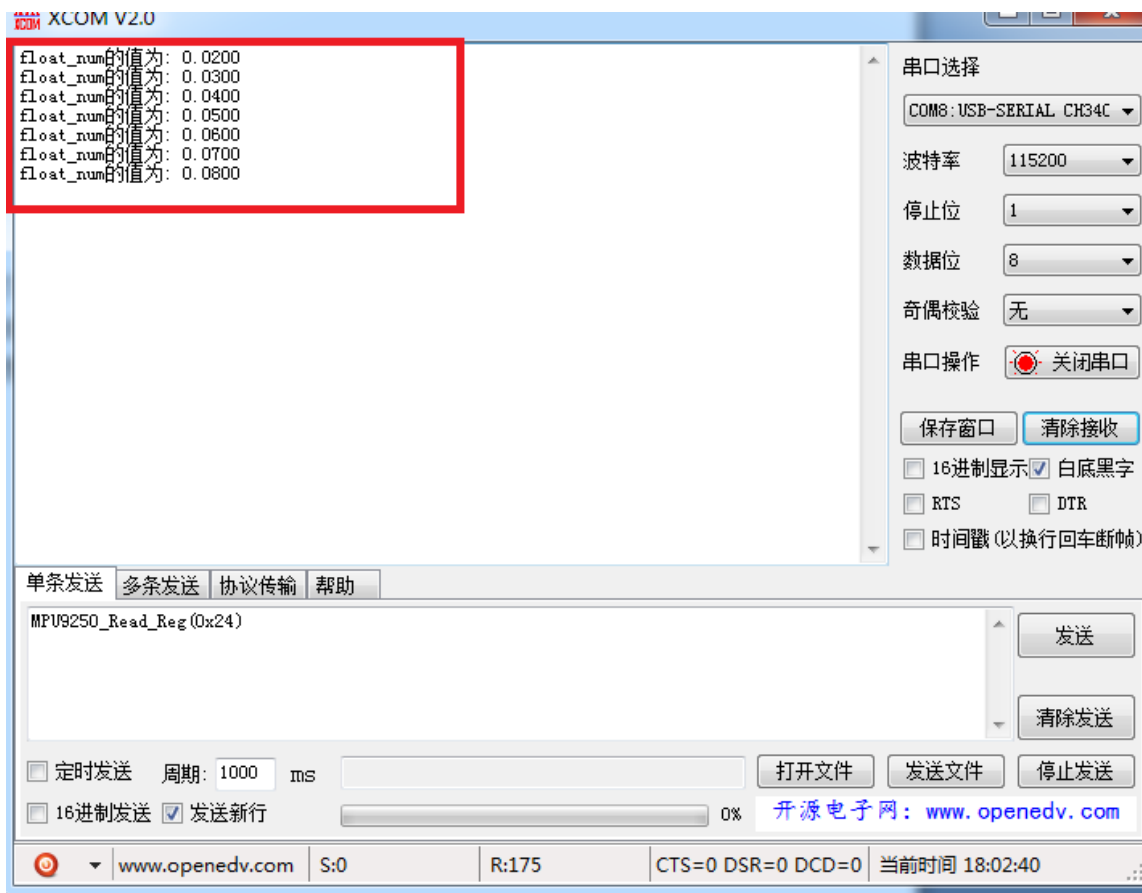 XCOM V2.0
float_num的值为: 0.0200
float_num的值为: 0.0300
float_num的值为: 0.0400
float_num的值为: 0.0500
float_num的值为: 0.0600
float_num的值为: 0.0700
float_num的值为: 0.0800
串口选择
COM8:USB-SERIAL CH34
波特率 115200
停止位 1
数据位 8
奇偶校验 无
串口操作 关闭串口
保存窗口 清除接收
16进制显示 白底黑字
RTS DTR
时间戳(以换行回车断帧)
单条发送 多条发送 协议传输 帮助
MPU9250_Read_Reg(0x24)
发送
清除发送
定时发送 周期: 1000 ms 打开文件 发送文件 停止发送
16进制发送 发送新行 0% 开源电子网: www.openedv.com
www.openedv.com S:0 R:175 CTS=0 DSR=0 DCD=0 当前时间 18:02:40